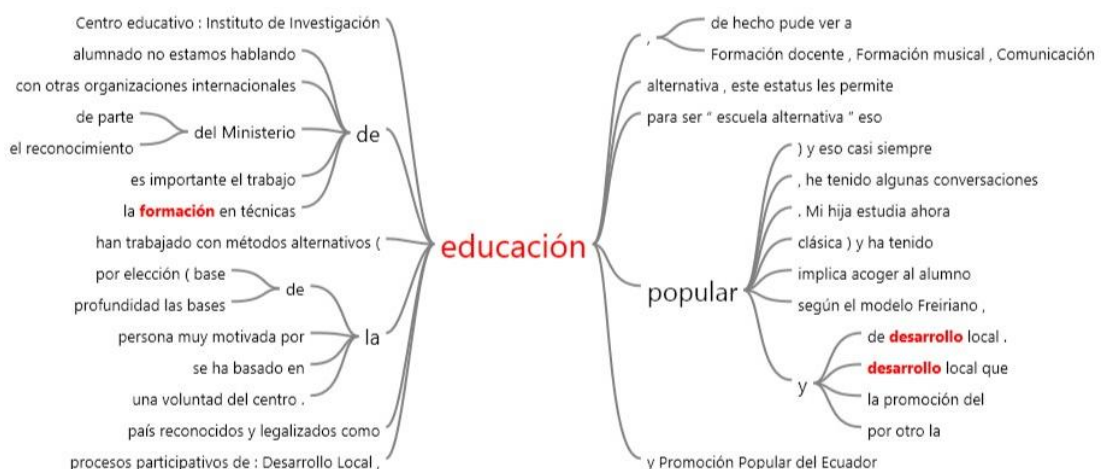 Centro educativo : Instituto de Investigación
alumnado no estamos hablando
con otras organizaciones internacionales
de parte
el reconocimiento
del Ministerio
es importante el trabajo
la formación en técnicas
de
han trabajado con métodos alternativos (
por elección ( base
profundidad las bases
de
persona muy motivada por
se ha basado en
una voluntad del centro .
la
país reconocidos y legalizados como
procesos participativos de : Desarrollo Local ,
educación
,
de hecho pude ver a
Formación docente , Formación musical , Comunicación
alternativa , este estatus les permite
para ser " escuela alternativa " eso
popular
) y eso casi siempre
, he tenido algunas conversaciones
. Mi hija estudia ahora
clásica ) y ha tenido
implica acoger al alumno
según el modelo Freiriano ,
y
de desarrollo local .
desarrollo local que
la promoción del
por otro la
y Promoción Popular del Ecuador